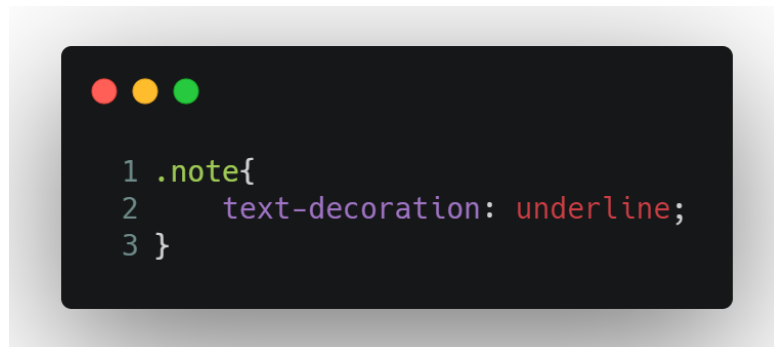 1 .note{
2     text-decoration: underline;
3 }